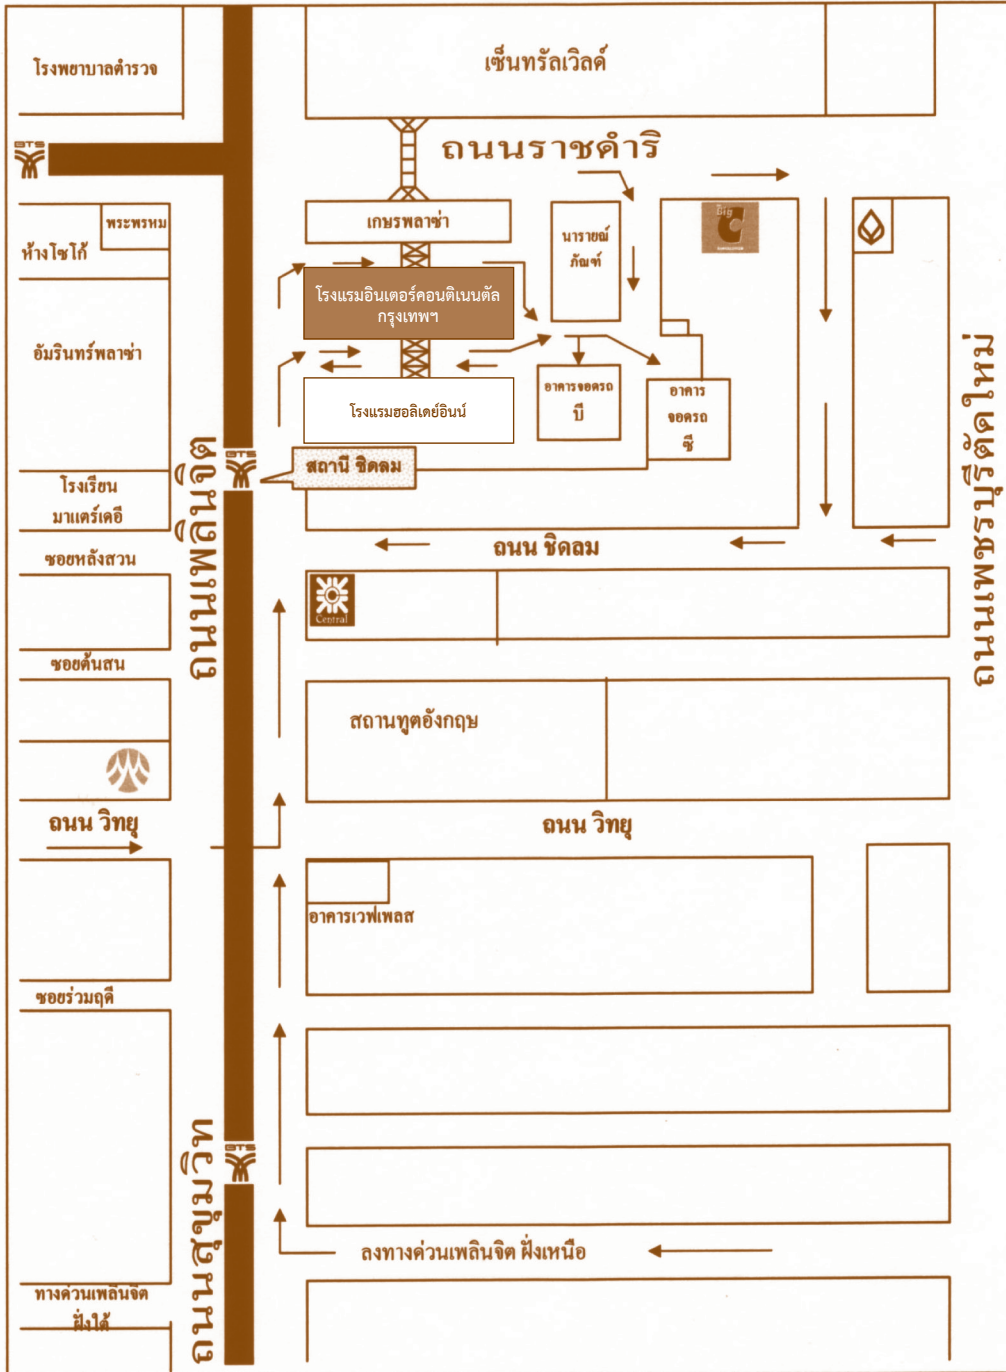 โรงพยาบาลตำรวจ
เซ็นทรัลเวิลด์
BTS
ถนนราชดำริ
พระพรหม
ห้างโซโก้
เกษรพลาซ่า
นารายณ์
ภัณฑ์
Big
C
โรงแรมอินเตอร์คอนติเนนตัล
กรุงเทพฯ
อัมรินทร์พลาซ่า
อาคารจอดรถ
บี
อาคาร
จอดรถ
ซี
โรงแรมฮอลิเดย์อินน์
ถนนเพชรบุรีตัดใหม่
BTS
สถานี ชิดลม
โรงเรียน
มาแตร์เดอี
ถนนเพลินจิต
ซอยหลังสวน
ถนน ชิดลม
Central
ซอยต้นสน
สถานทูตอังกฤษ
ถนน วิทยุ
ถนน วิทยุ
อาคารเวฟเพลส
ซอยร่วมฤดี
BTS
ถนนสุขุมวิท
ลงทางด่วนเพลินจิต ฝั่งเหนือ
ทางด่วนเพลินจิต
ฝั่งใต้